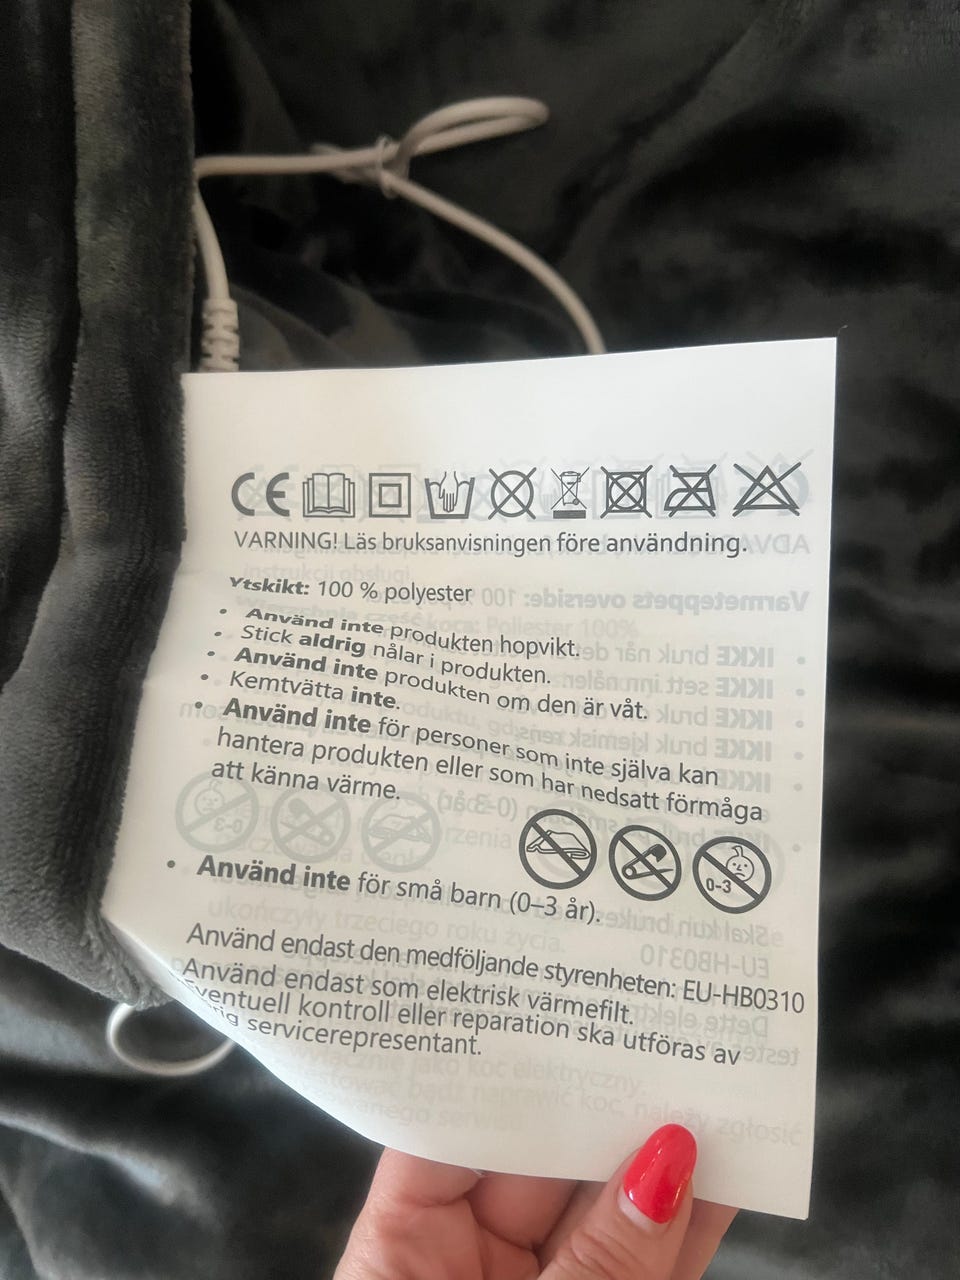 CE
VARNING! Läs bruksanvisningen före användning.
Ytskikt: 100 % polyester
• Använd inte produkten hopvikt.
• Stick aldrig nålar i produkten.
• Använd inte produkten om den är våt.
• Kemtvätta inte.
• Använd inte för personer som inte själva kan
hantera produkten eller som har nedsatt förmåga
att känna värme.
0-3
• Använd inte för små barn (0–3 år).
Använd endast den medföljande styrenheten: EU-HB0310
Använd endast som elektrisk värmefilt.
Eventuell kontroll eller reparation ska utföras av
servicerepresentant.